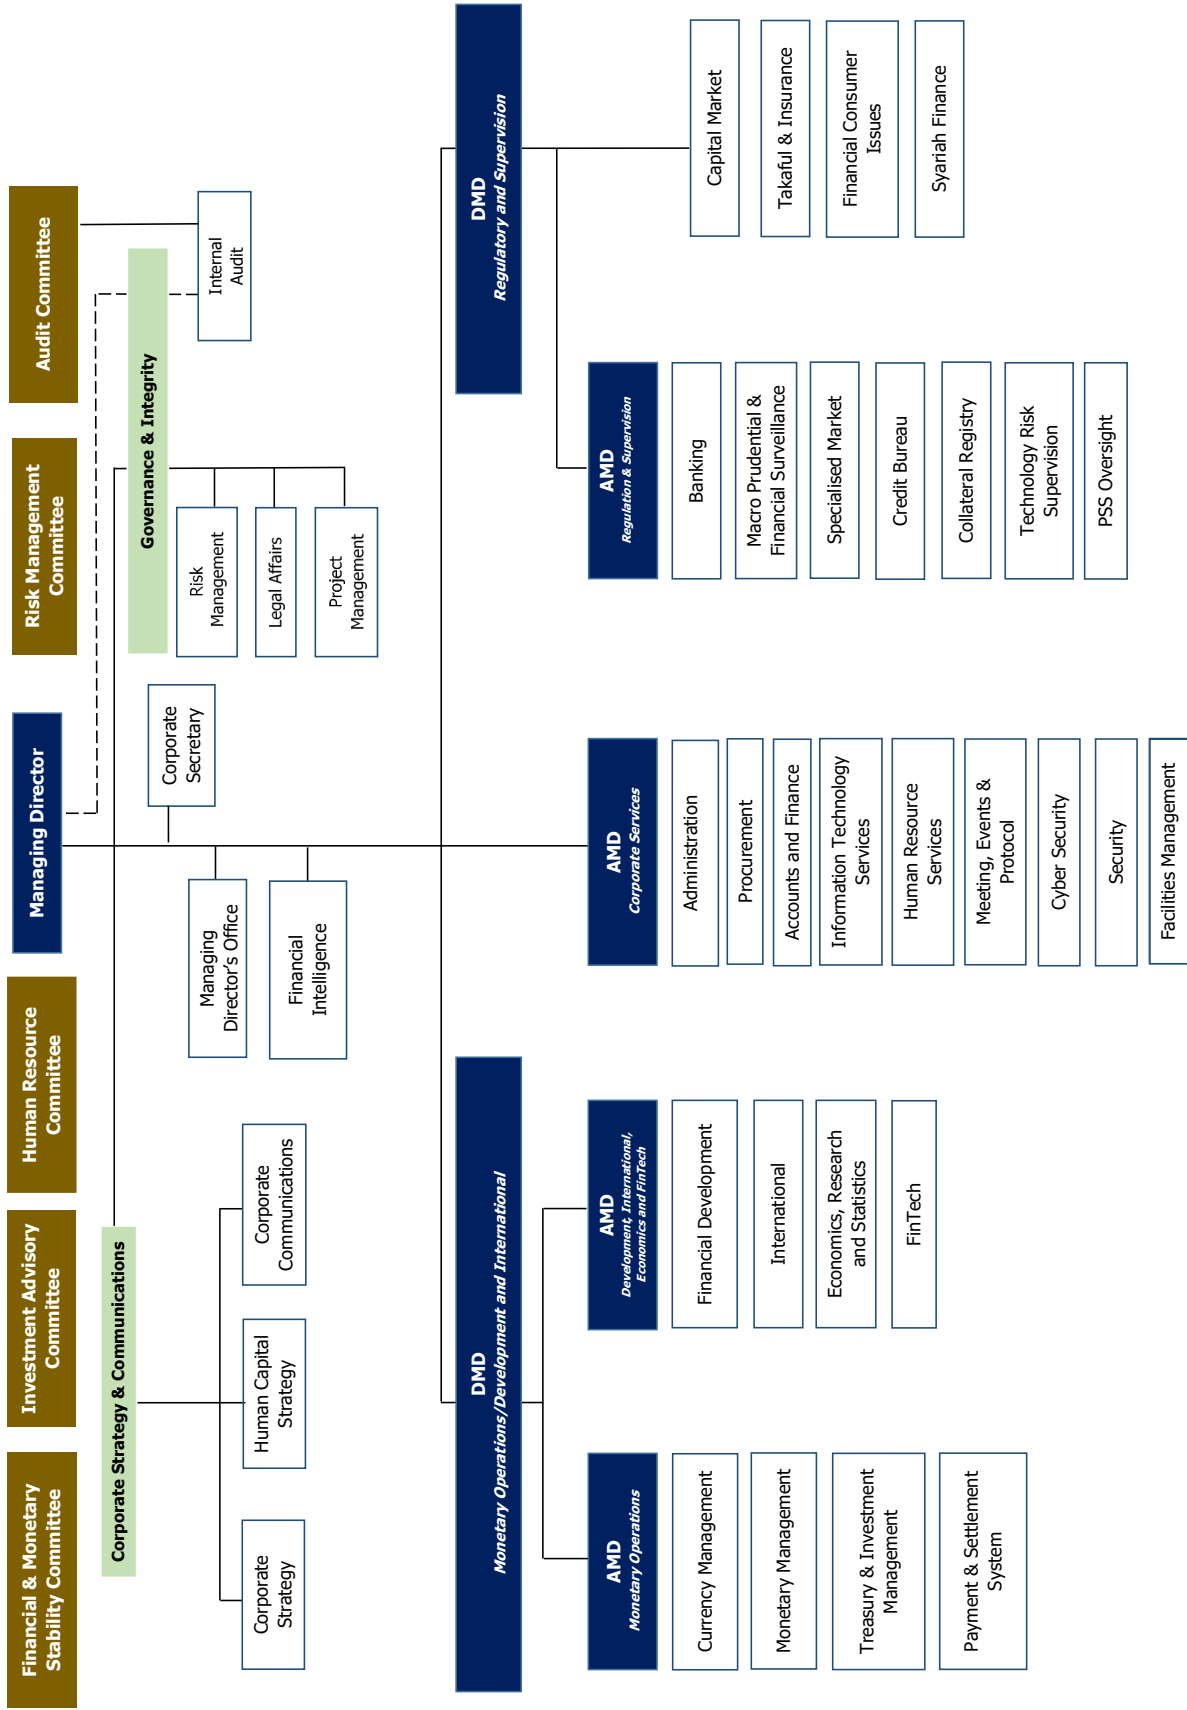 Financial & Monetary
Stability Committee
Investment Advisory
Committee
Human Resource
Committee
Managing Director
Risk Management
Committee
Audit Committee
Corporate Strategy & Communications
Governance & Integrity
Corporate
Strategy
Human Capital
Strategy
Corporate
Communications
Managing
Director's Office
Financial
Intelligence
Corporate
Secretary
Risk
Management
Legal Affairs
Project
Management
Internal
Audit
DMD
Monetary Operations/Development and International
DMD
Regulatory and Supervision
AMD
Monetary Operations
Currency Management
Monetary Management
Treasury & Investment
Management
Payment & Settlement
System
AMD
Development, International,
Economics and FinTech
Financial Development
International
Economics, Research
and Statistics
FinTech
AMD
Corporate Services
Administration
Procurement
Accounts and Finance
Information Technology
Services
Human Resource
Services
Meeting, Events &
Protocol
Cyber Security
Security
Facilities Management
AMD
Regulation & Supervision
Banking
Macro Prudential &
Financial Surveillance
Specialised Market
Credit Bureau
Collateral Registry
Technology Risk
Supervision
PSS Oversight
Capital Market
Takaful & Insurance
Financial Consumer
Issues
Syariah Finance